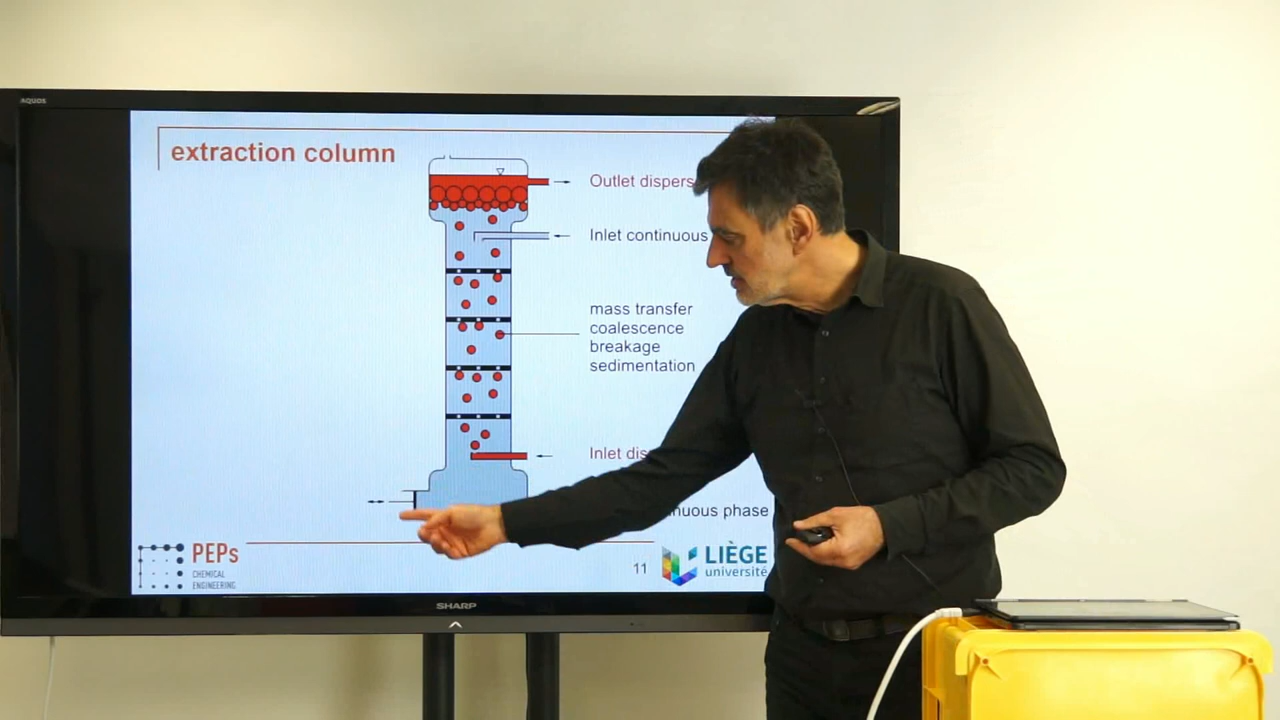 AQUOS
extraction column
Outlet dispers
Inlet continuous
mass transfer
coalescence
breakage
sedimentation
Inlet dis
nuous phase
PEPs
CHEMICAL
ENGINEERING
11
LIÈGE
université
SHARP